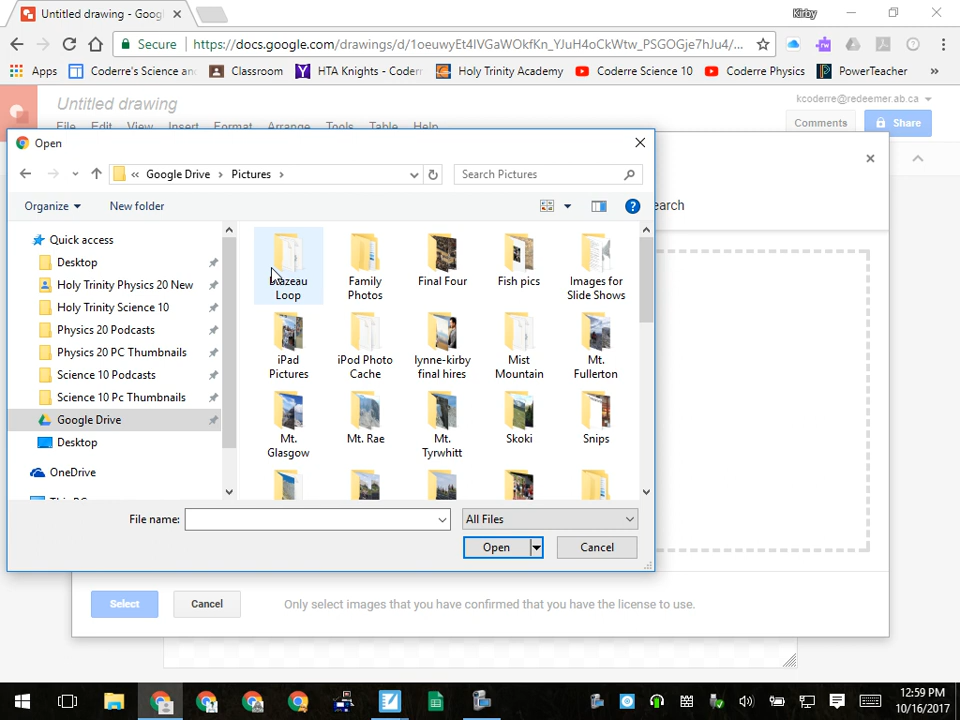 Untitled drawing - Goog
Kirby
Secure
https://docs.google.com/drawings/d/1oeuwyEt4lVGaWOkfKn_YJuH4oCkWtw_PSGOGje7hJu4/...
Apps
Coderre's Science an
Classroom
HTA Knights - Coderr
Holy Trinity Academy
Coderre Science 10
Coderre Physics
PowerTeacher
»
Untitled drawing
kcoderre@redeemer.ab.ca
File Edit View Insert Format Arrange Tools Table Help
Comments
Share
Open
« Google Drive > Pictures >
Search Pictures
earch
Organize
New folder
Quick access
Desktop
Holy Trinity Physics 20 New
Holy Trinity Science 10
Physics 20 Podcasts
Physics 20 PC Thumbnails
Science 10 Podcasts
Science 10 Pc Thumbnails
Google Drive
Desktop
OneDrive
This PC
Loop
Family
Photos
Final Four
Fish pics
Images for
Slide Shows
iPad
Pictures
iPod Photo
Cache
lynne-kirby
final hires
Mist
Mountain
Mt.
Fullerton
Mt.
Glasgow
Mt. Rae
Mt.
Tyrwhitt
Skoki
Snips
File name:
All Files
Open
Cancel
Select
Cancel
Only select images that you have confirmed that you have the license to use.
12:59 PM
10/16/2017